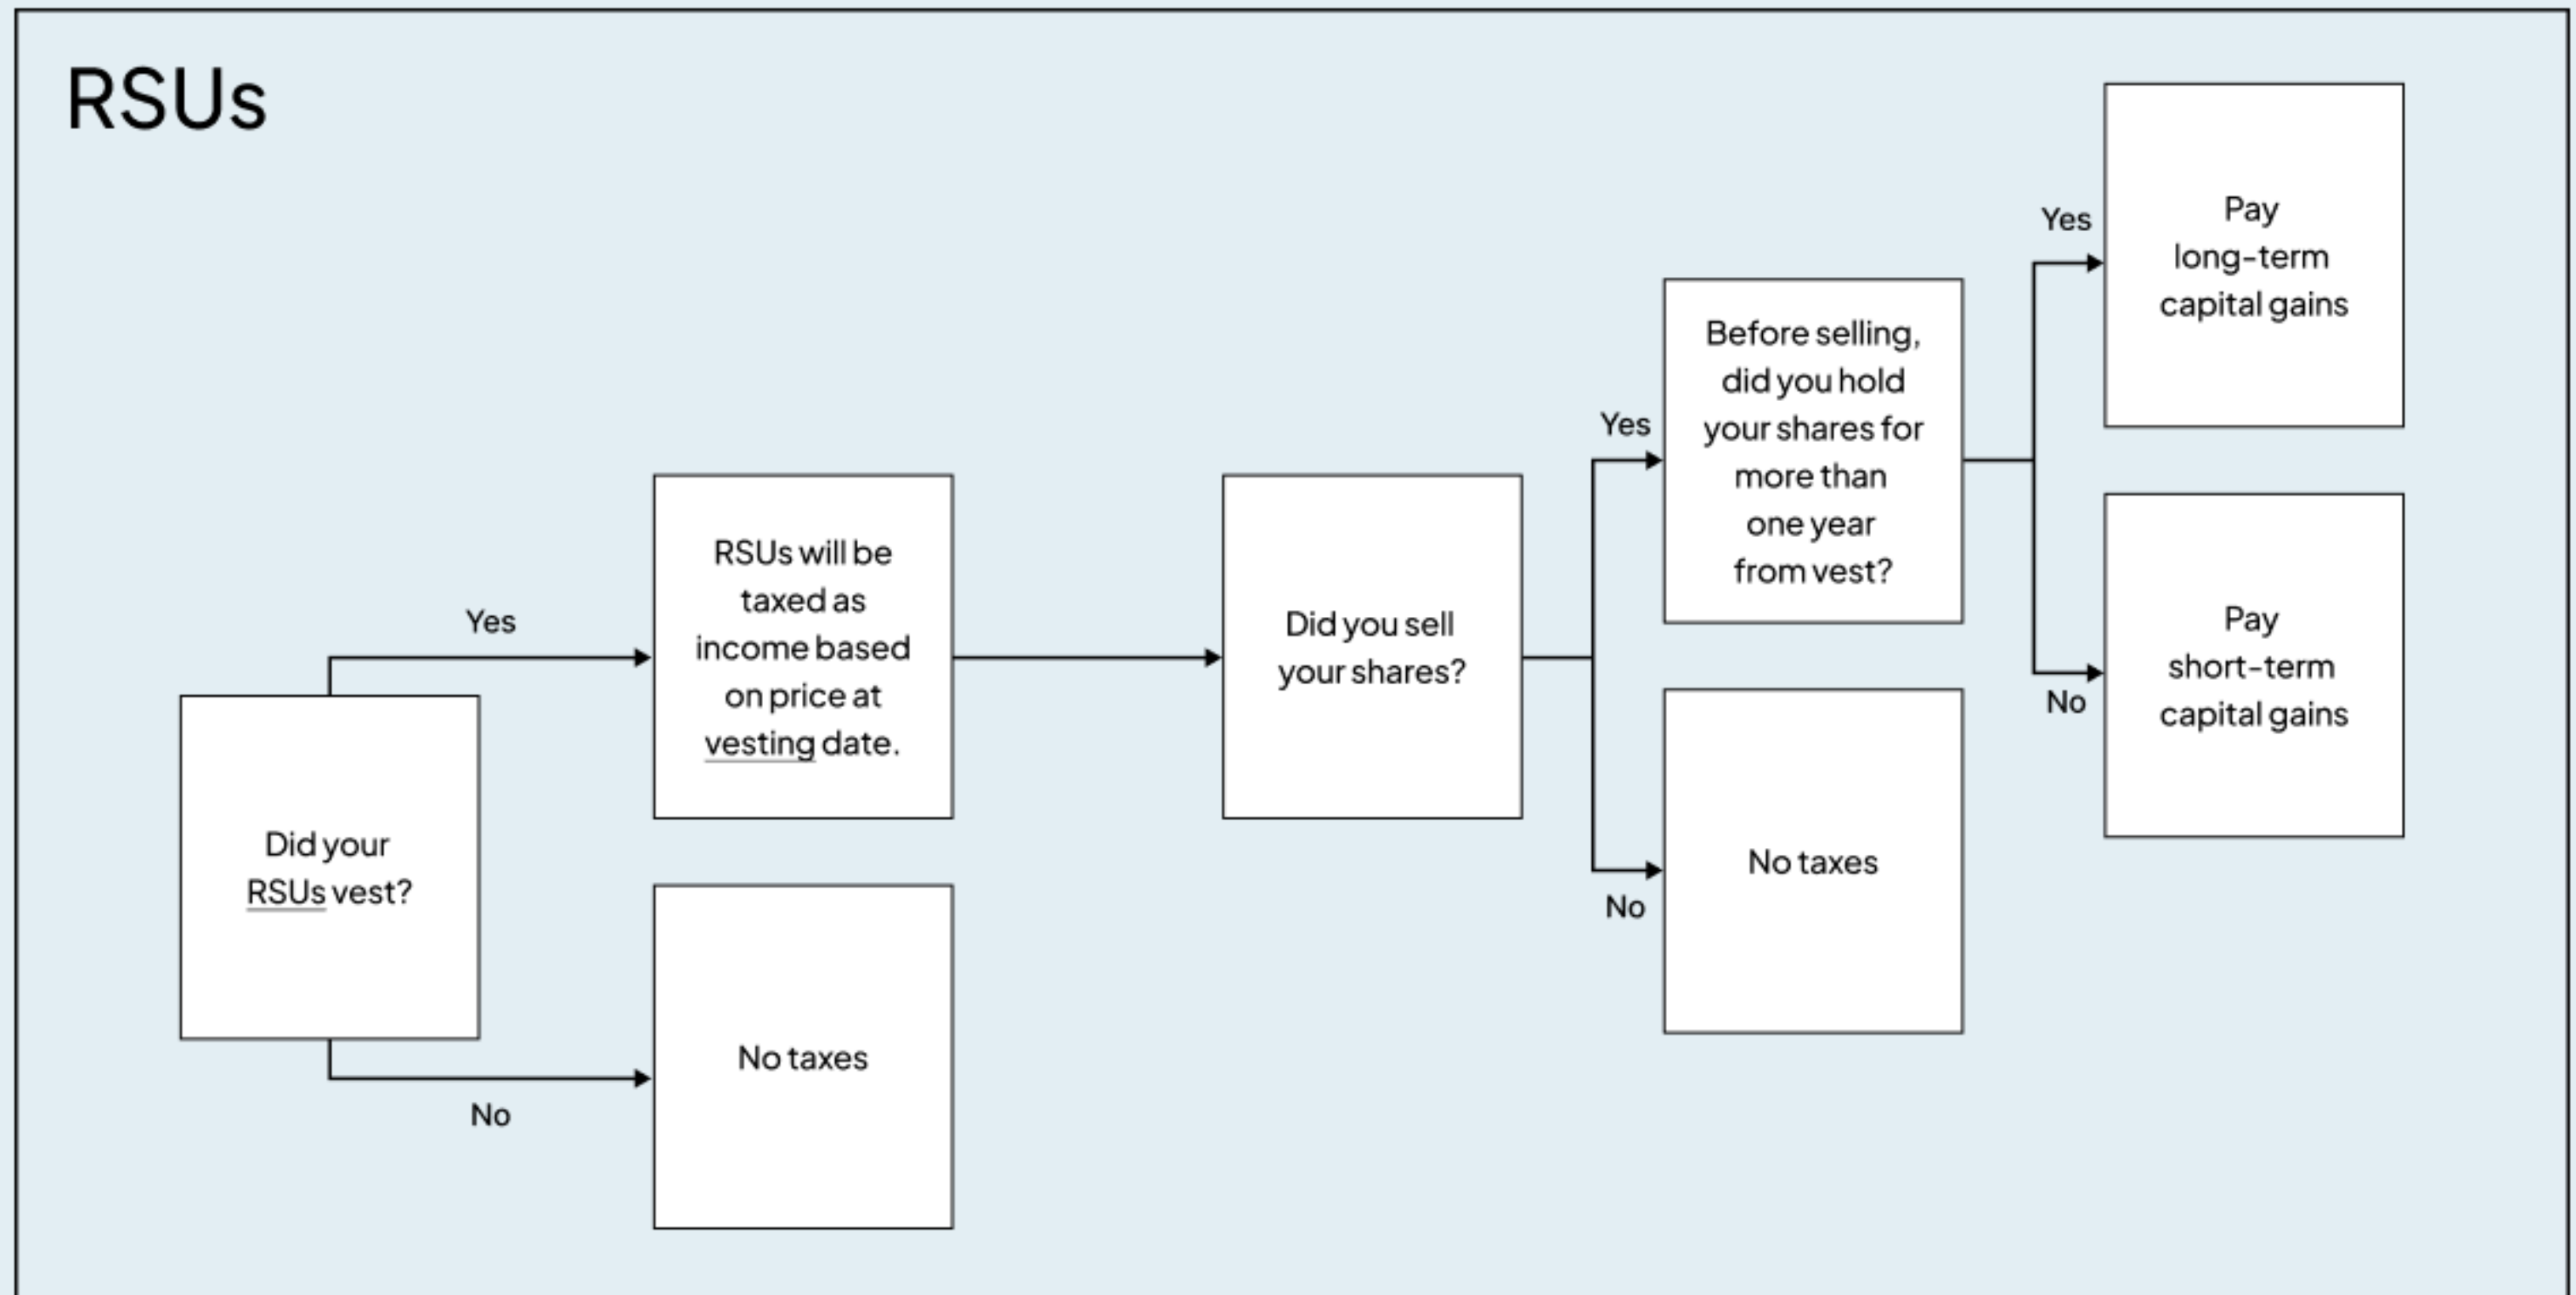 RSUs
Did your
RSUs vest?
Yes
RSUs will be
taxed as
income based
on price at
vesting date.
No
No taxes
Did you sell
your shares?
Yes
Before selling,
did you hold
your shares for
more than
one year
from vest?
No
No taxes
Yes
Pay
long-term
capital gains
No
Pay
short-term
capital gains